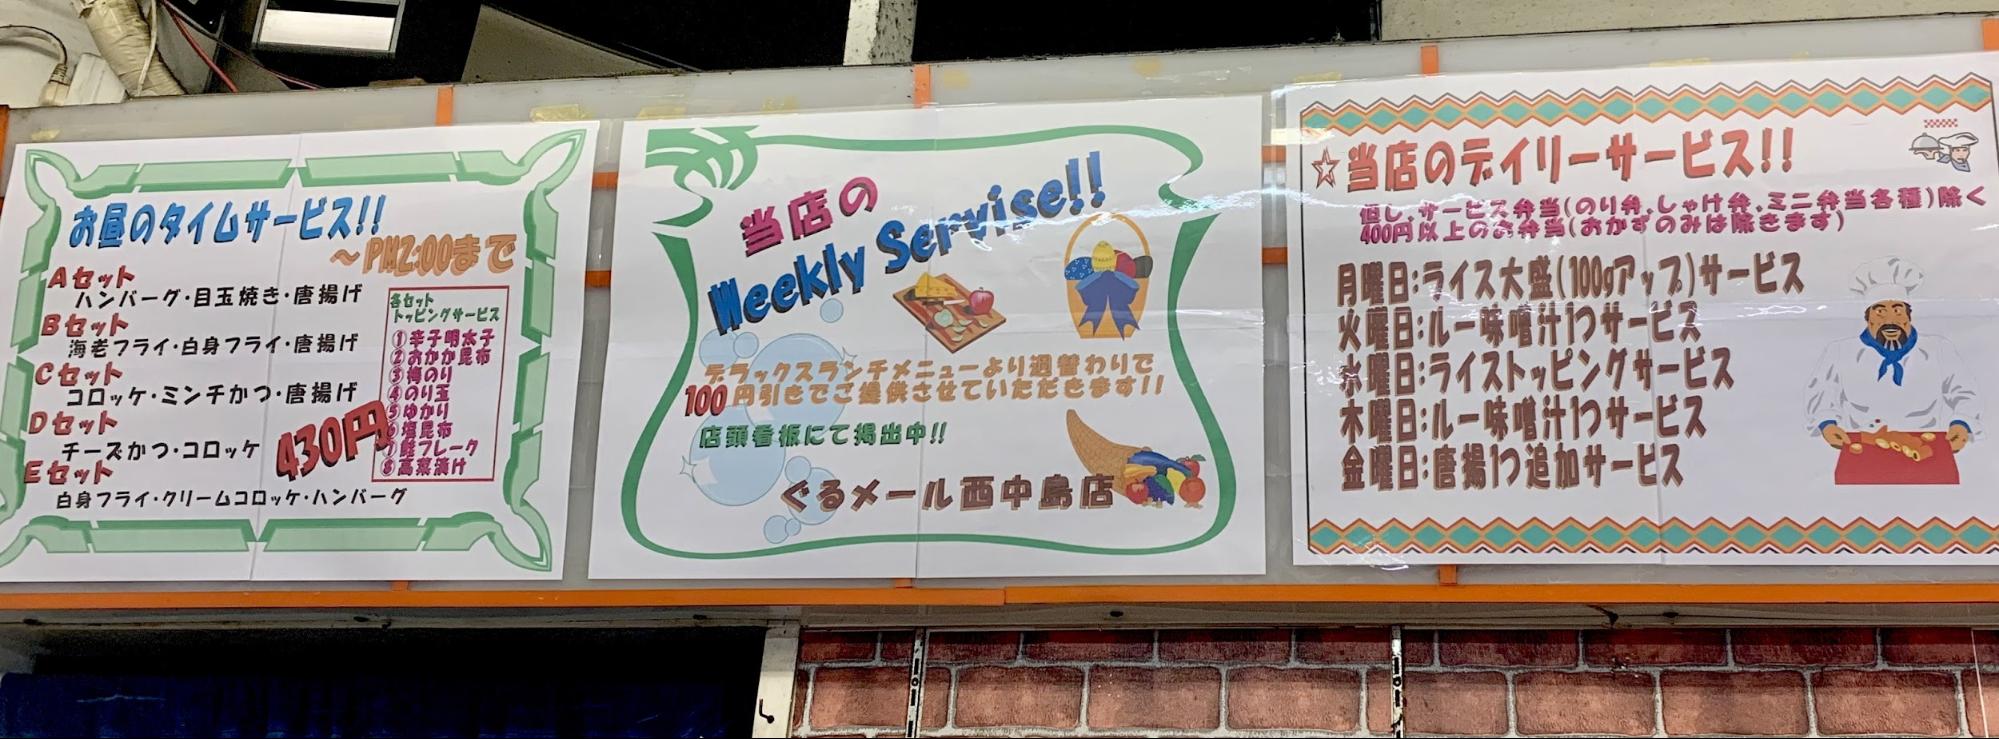 お昼のタイムサービス!!
～PM2:00まで
Aセット
ハンバーグ・目玉焼き・唐揚げ
Bセット
海老フライ・白身フライ・唐揚げ
Cセット
コロッケ・ミンチかつ・唐揚げ
Dセット
チーズかつ・コロッケ
Eセット
白身フライ・クリームコロッケ・ハンバーグ
430円
各セット
トッピングサービス
①辛子明太子
②おかか昆布
③梅のり
④のり玉
⑤ゆかり
⑥塩昆布
⑦鮭フレーク
⑧高菜漬け
当店の
Weekly Servise!!
デラックスランチメニューより週替わりで
100円引きでご提供させていただきます!!
店頭看板にて掲出中!!
ぐるメール西中島店
☆当店のデイリーサービス!!
但し、サービス弁当(のり弁、しゃけ弁、ミニ弁当各種)除く
400円以上のお弁当(おかずのみは除きます)
月曜日:ライス大盛(100gアップ)サービス
火曜日:ルー味噌汁1つサービス
水曜日:ライストッピングサービス
木曜日:ルー味噌汁1つサービス
金曜日:唐揚1つ追加サービス